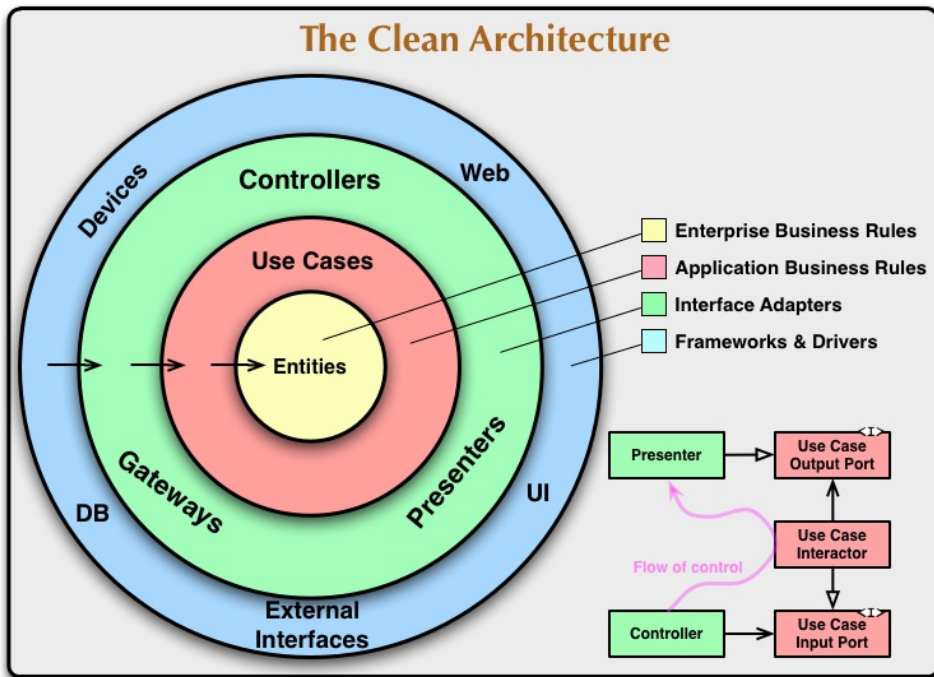 The Clean Architecture
Devices
Web
Controllers
Use Cases
Entities
Gateways
Presenters
DB
UI
External
Interfaces
Enterprise Business Rules
Application Business Rules
Interface Adapters
Frameworks & Drivers
Presenter
<I>
Use Case
Output Port
Flow of control
Use Case
Interactor
Controller
<I>
Use Case
Input Port